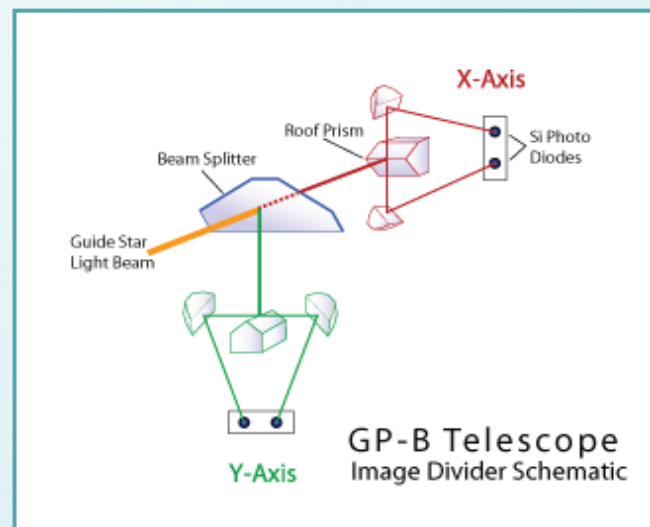 X-Axis
Roof Prism
Si Photo
Diodes
Beam Splitter
Guide Star
Light Beam
GP-B Telescope
Image Divider Schematic
Y-Axis